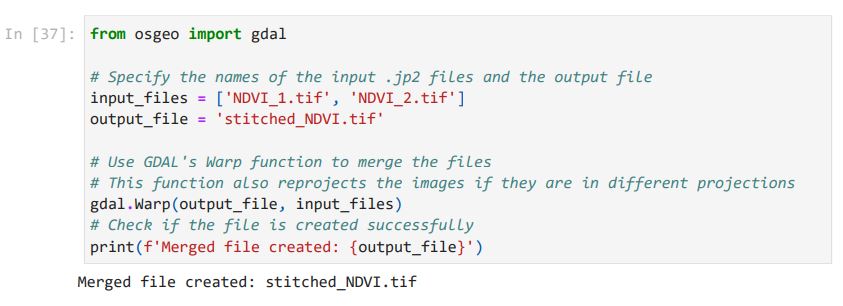 In [37]: from osgeo import gdal
# Specify the names of the input .jp2 files and the output file
input_files = ['NDVI_1.tif', 'NDVI_2.tif']
output_file = 'stitched_NDVI.tif'
# Use GDAL's Warp function to merge the files
# This function also reprojects the images if they are in different projections
gdal.Warp(output_file, input_files)
# Check if the file is created successfully
print(f'Merged file created: {output_file}')
Merged file created: stitched_NDVI.tif